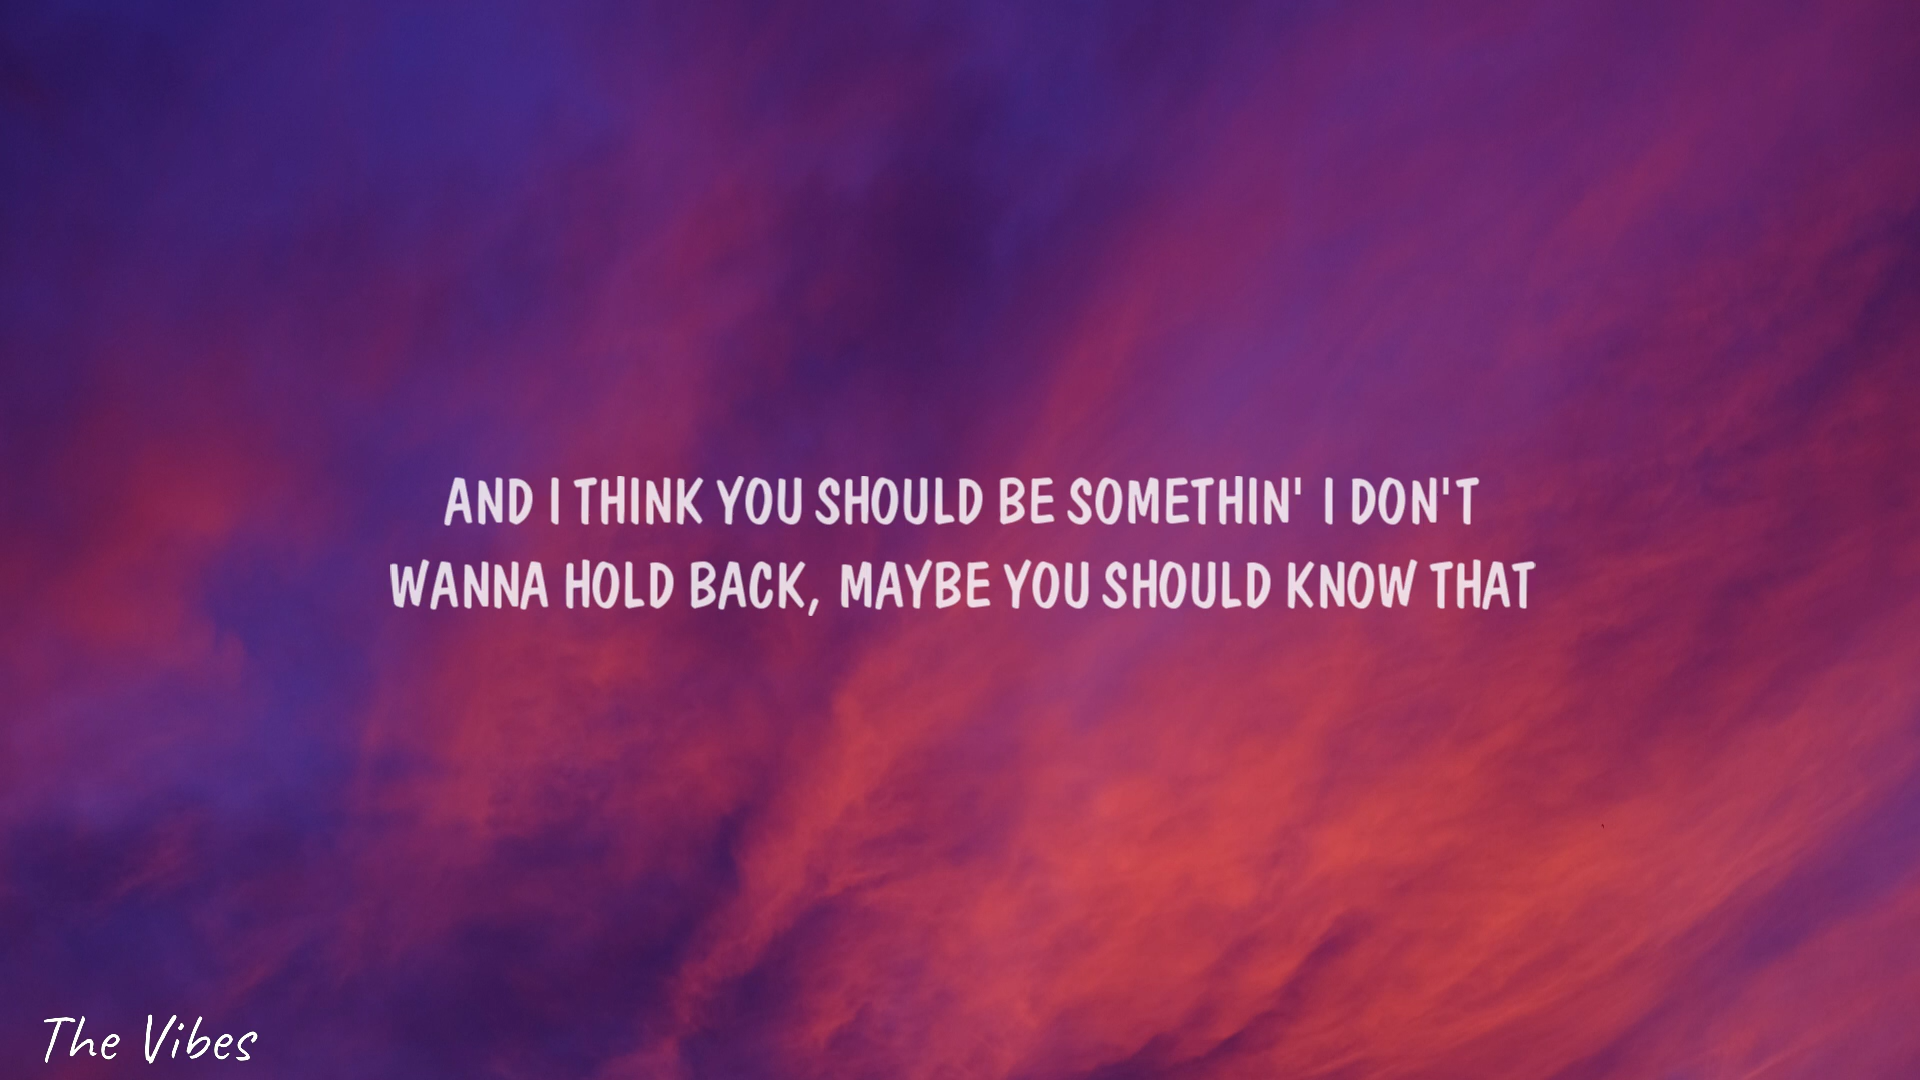 AND I THINK YOU SHOULD BE SOMETHIN' I DON'T
WANNA HOLD BACK, MAYBE YOU SHOULD KNOW THAT
The Vibes